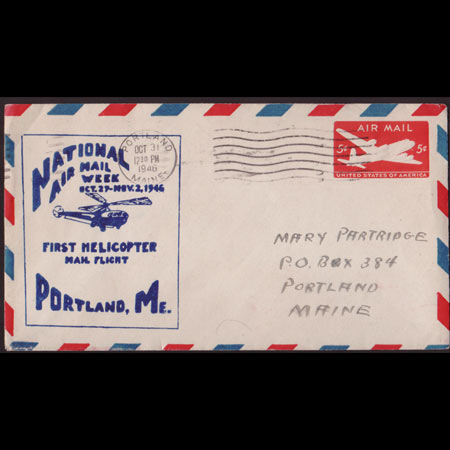 NATIONAL
AIR MAIL
WEEK
OCT. 27-NOV. 2, 1946
FIRST HELICOPTER
MAIL FLIGHT
PORTLAND, ME.
PORTLAND
OCT 31
12 30 PM
1946
MAINE
AIR MAIL
5¢ 5¢
UNITED STATES OF AMERICA
MARY PARTRIDGE
P.O. BOX 384
PORTLAND
MAINE